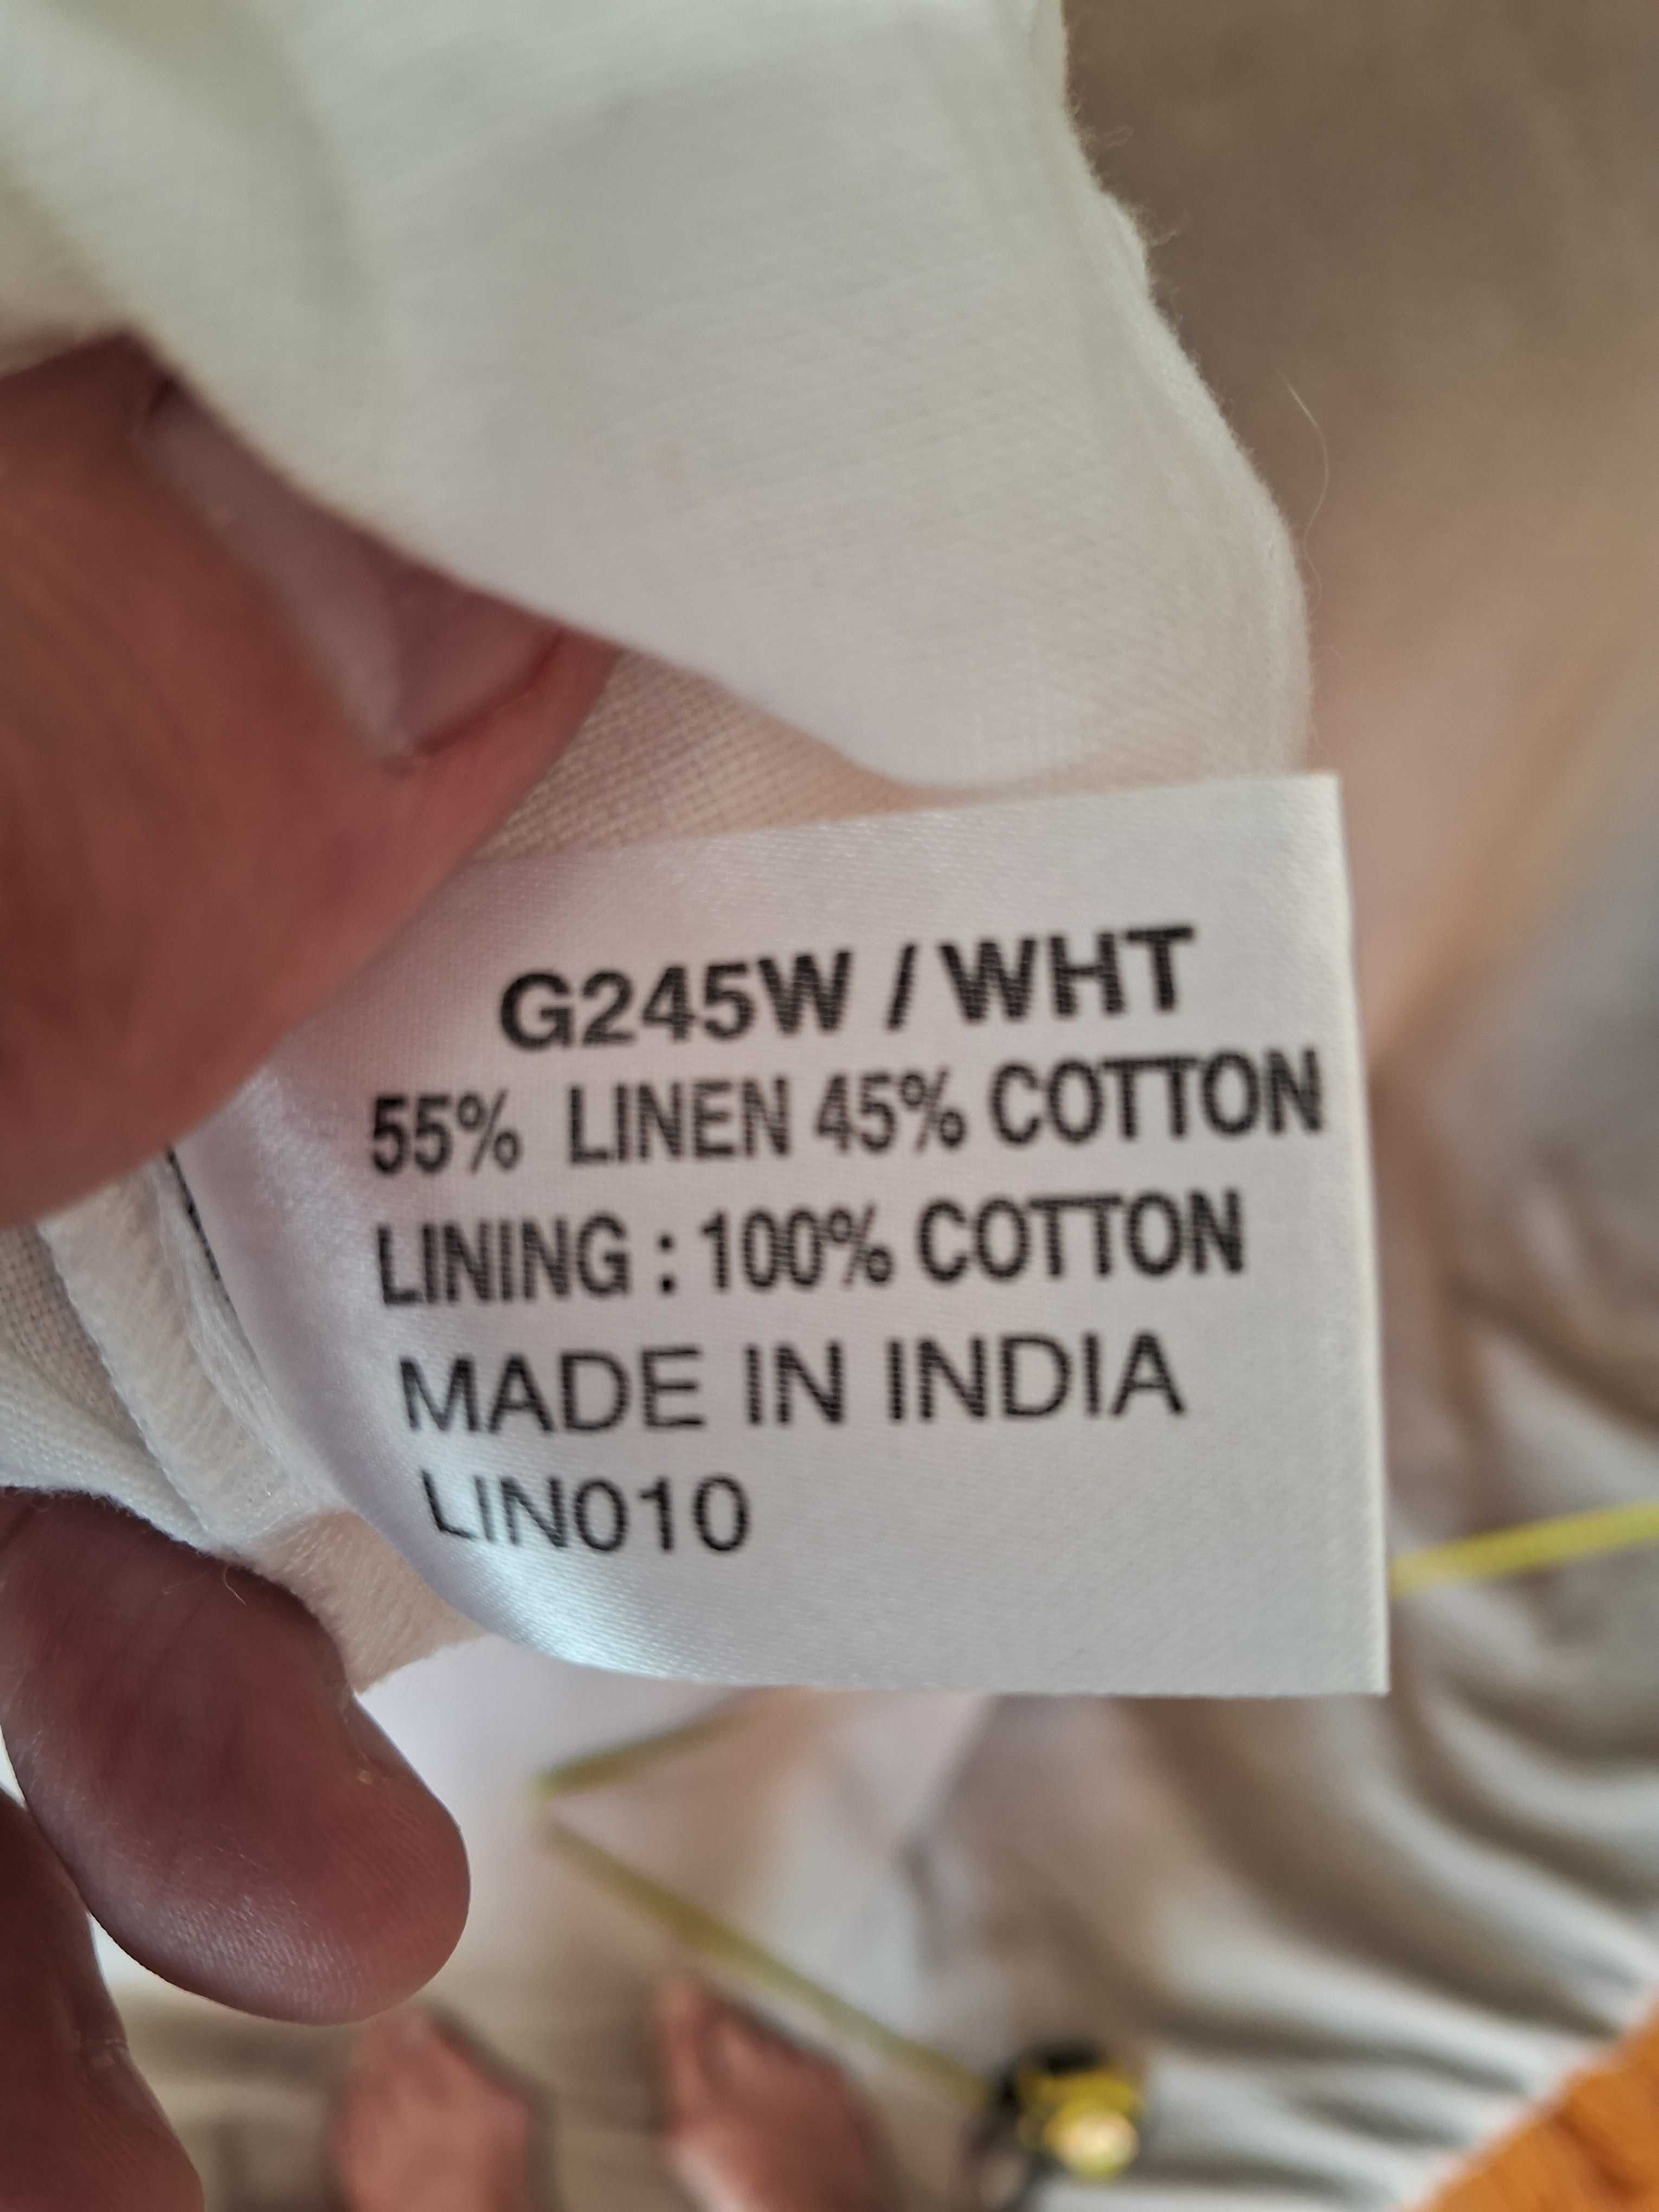 G245W / WHT
55% LINEN 45% COTTON
LINING : 100% COTTON
MADE IN INDIA
LIN010